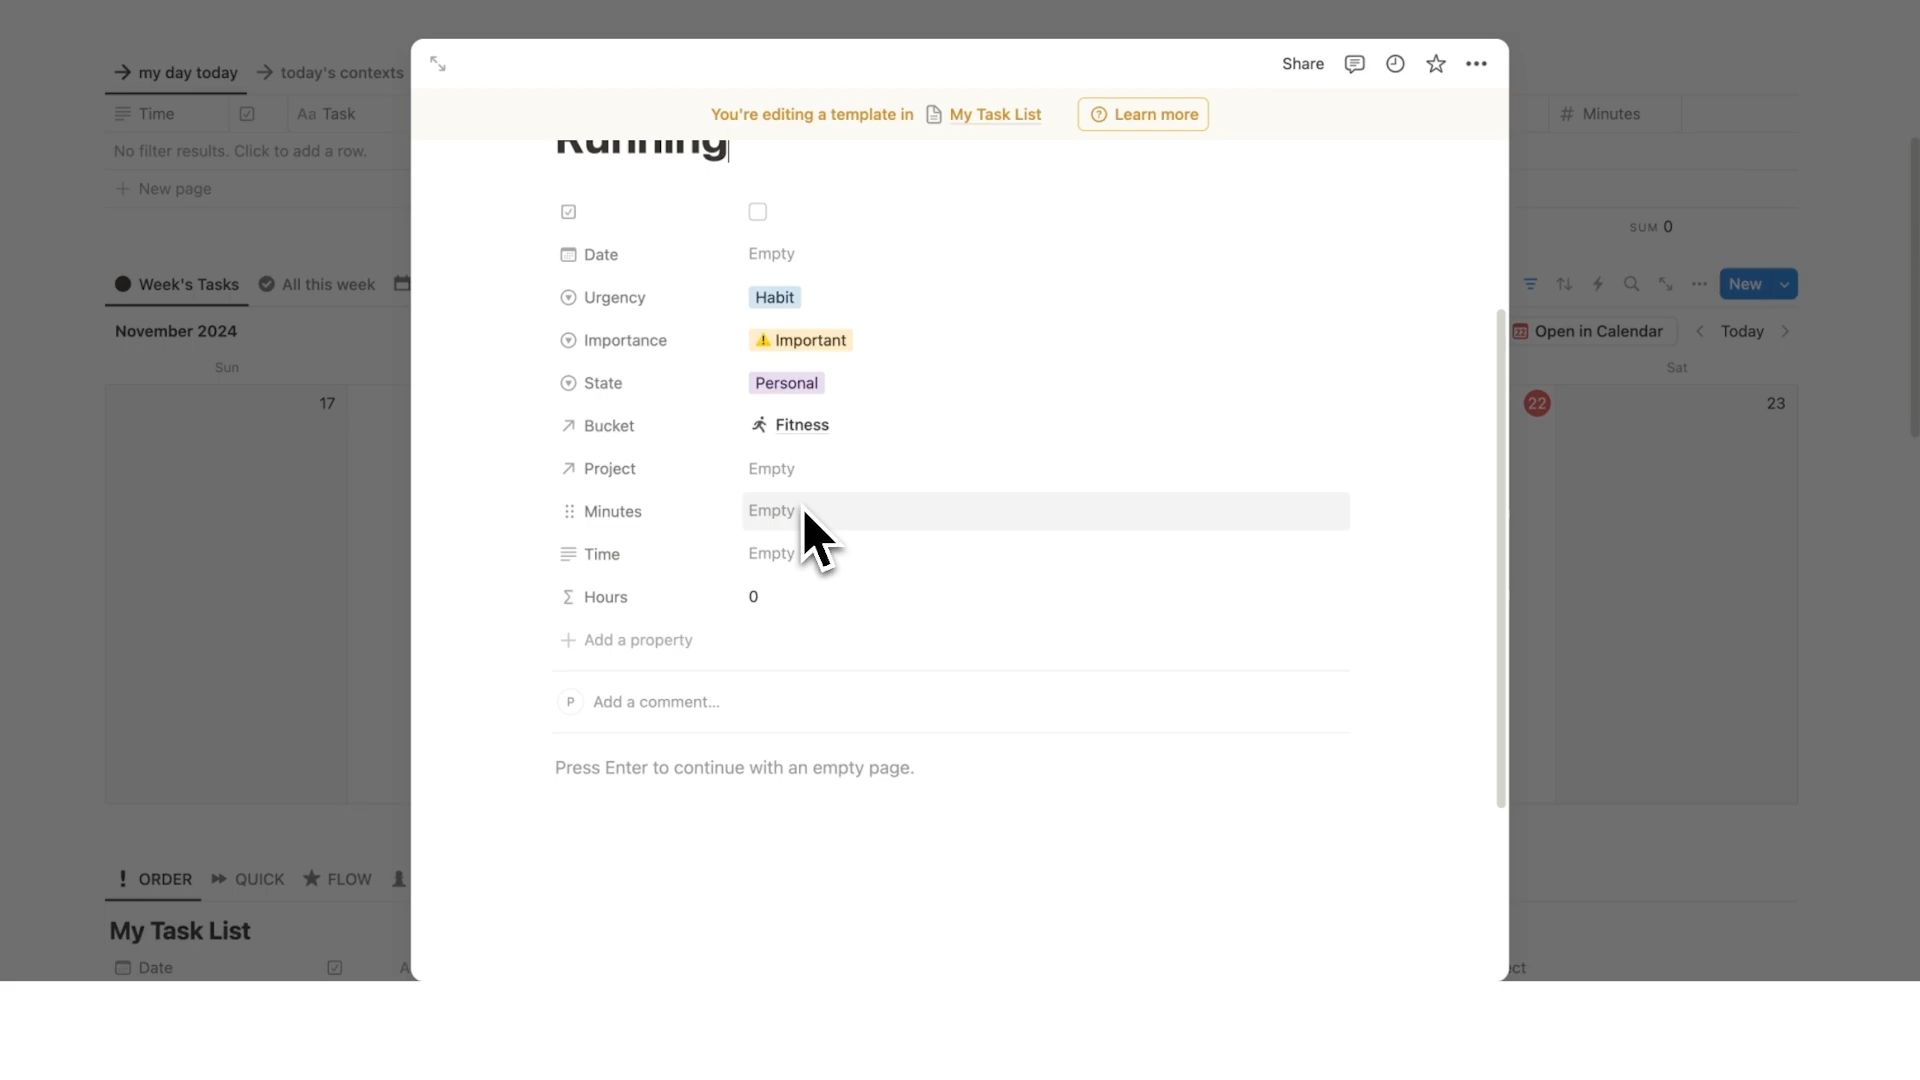 my day today
today's contexts
Time
Aa Task
No filter results. Click to add a row.
New page
Week's Tasks
All this week
November 2024
Sun
17
ORDER
QUICK
FLOW
My Task List
Date
A
Share
You're editing a template in My Task List
Learn more
Running
Date Empty
Urgency Habit
Importance ⚠️ Important
State Personal
Bucket Fitness
Project Empty
Minutes Empty
Time Empty
Σ Hours 0
Add a property
P Add a comment...
Press Enter to continue with an empty page.
# Minutes
SUM 0
New
Open in Calendar
Today
Sat
22
23
ct